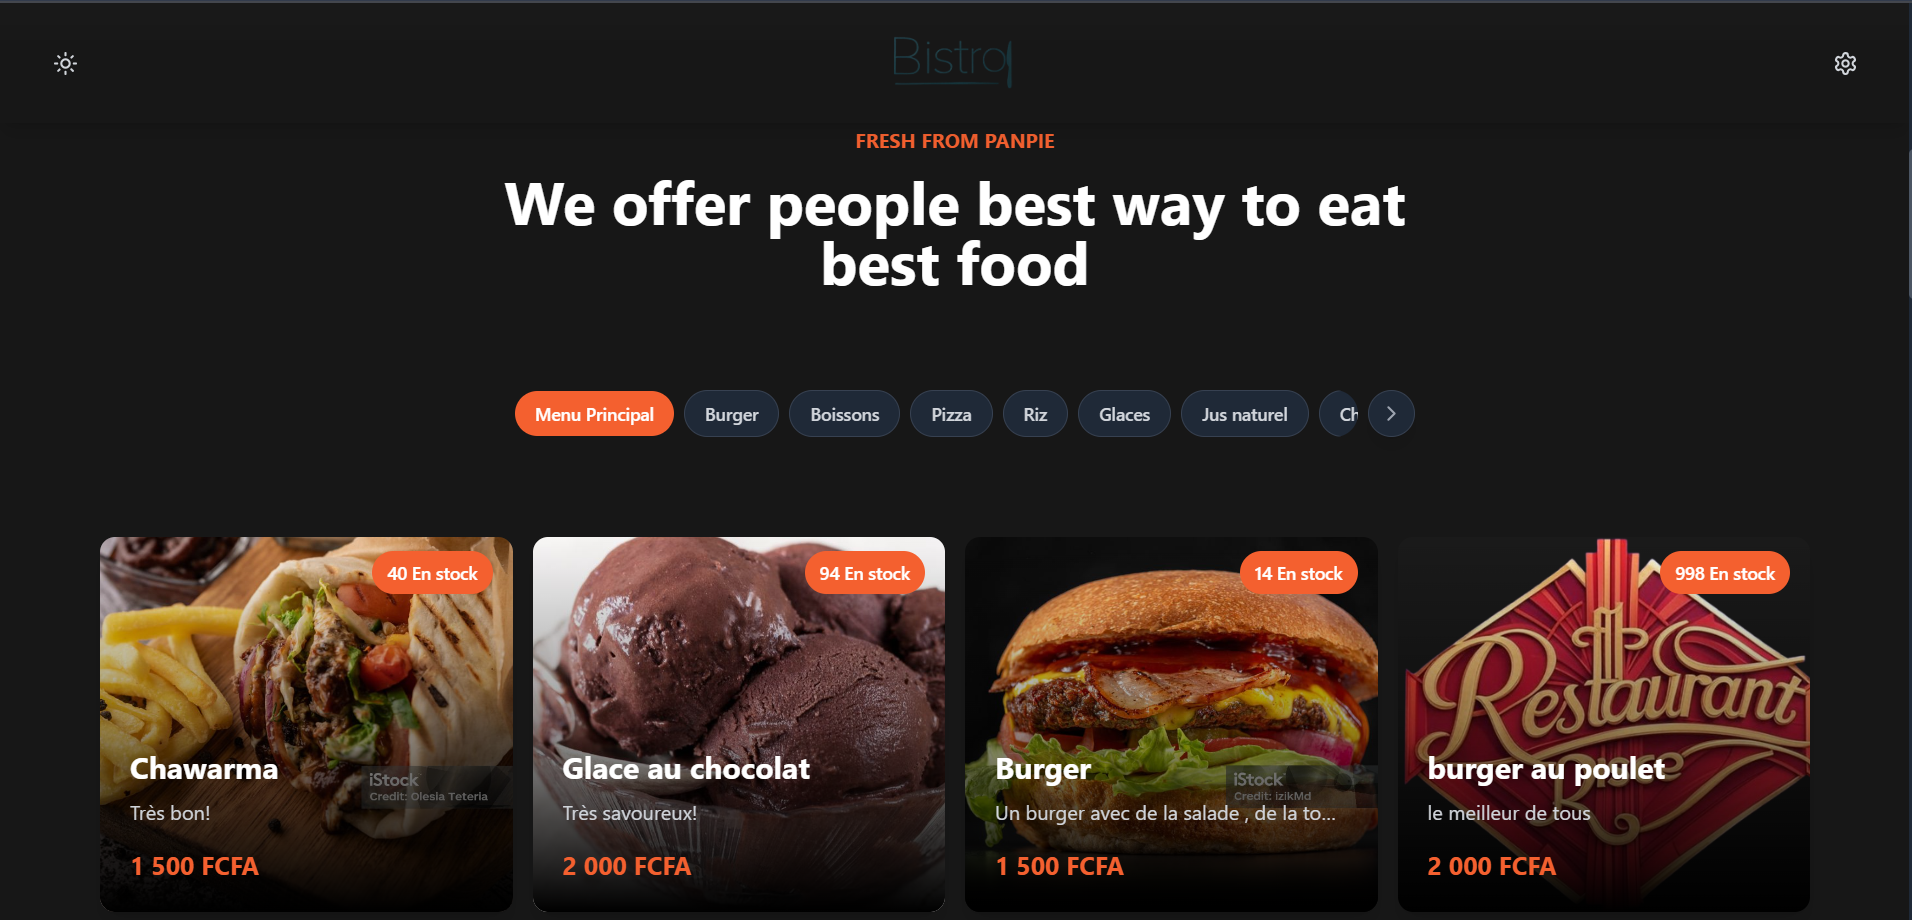 Bistro
FRESH FROM PANPIE
We offer people best way to eat
best food
Menu Principal
Burger
Boissons
Pizza
Riz
Glaces
Jus naturel
Ch
40 En stock
94 En stock
14 En stock
998 En stock
Chawarma
iStock
Credit: Olesia Teteria
Très bon!
1 500 FCFA
Glace au chocolat
Très savoureux!
2 000 FCFA
Burger
iStock
Credit: izikMd
Un burger avec de la salade , de la to...
1 500 FCFA
Restaurant
burger au poulet
le meilleur de tous
2 000 FCFA